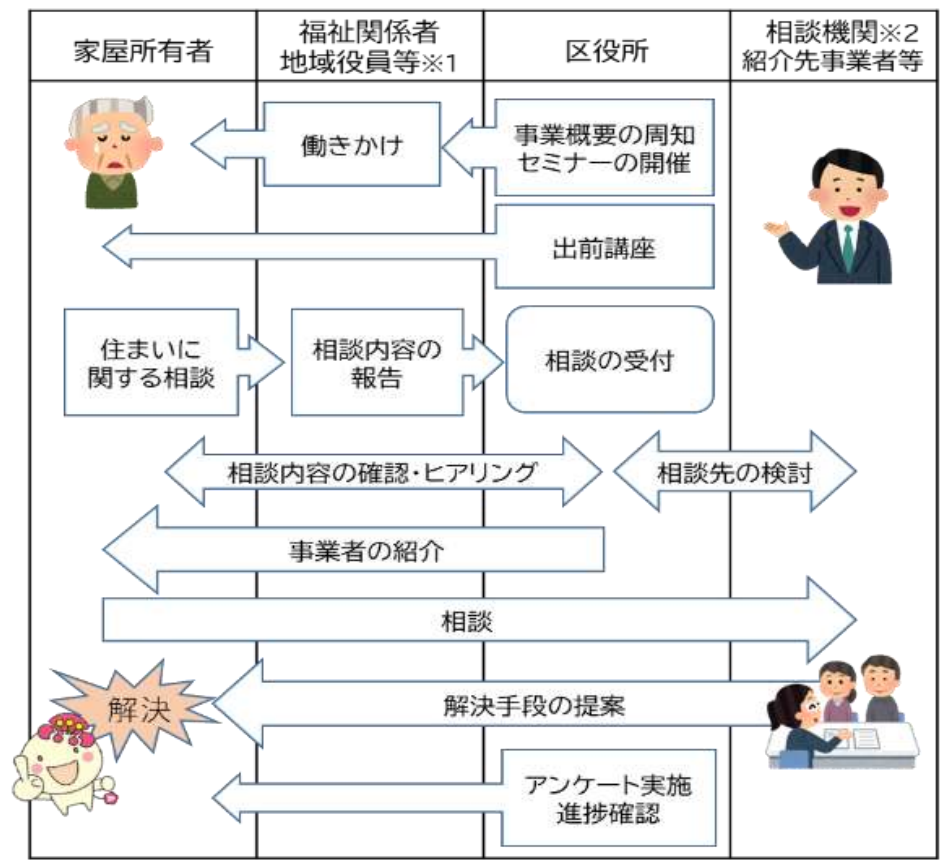 家屋所有者
福祉関係者
地域役員等※1
区役所
相談機関※2
紹介先事業者等
働きかけ
事業概要の周知
セミナーの開催
出前講座
住まいに
関する相談
相談内容の
報告
相談の受付
相談内容の確認・ヒアリング
相談先の検討
事業者の紹介
相談
解決
解決手段の提案
アンケート実施
進捗確認